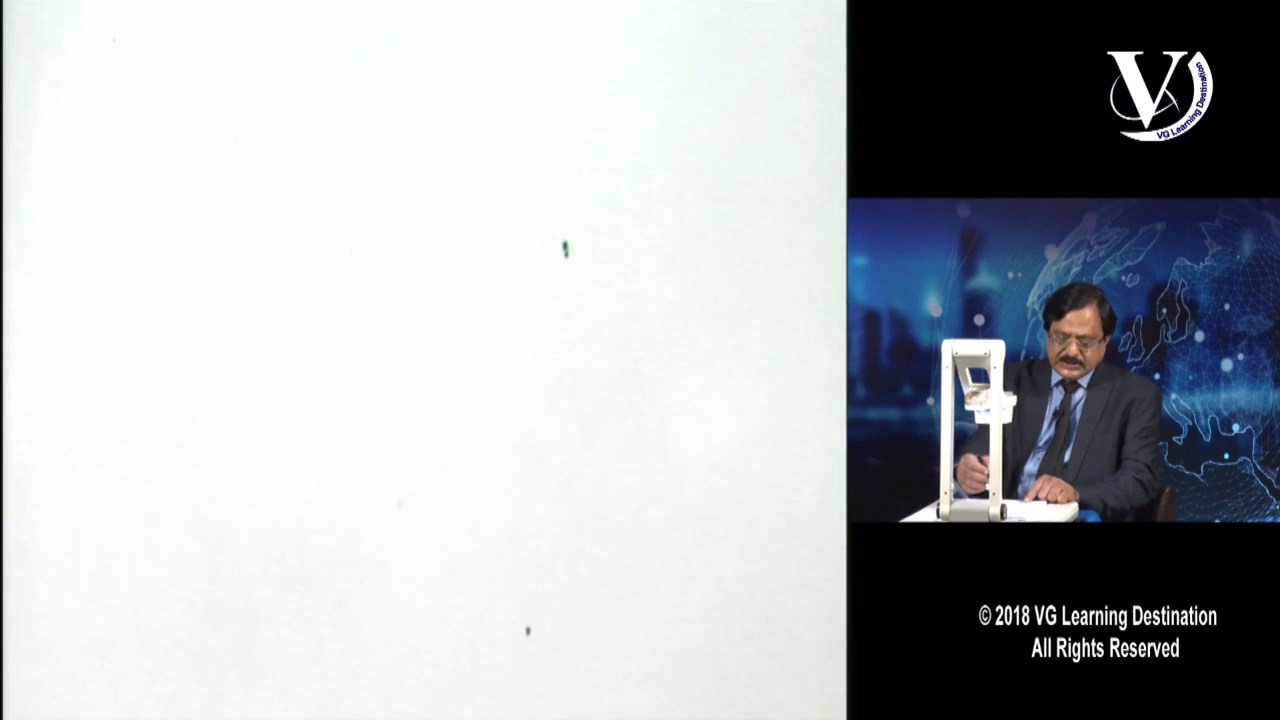 V
VG Learning Destination
© 2018 VG Learning Destination
All Rights Reserved